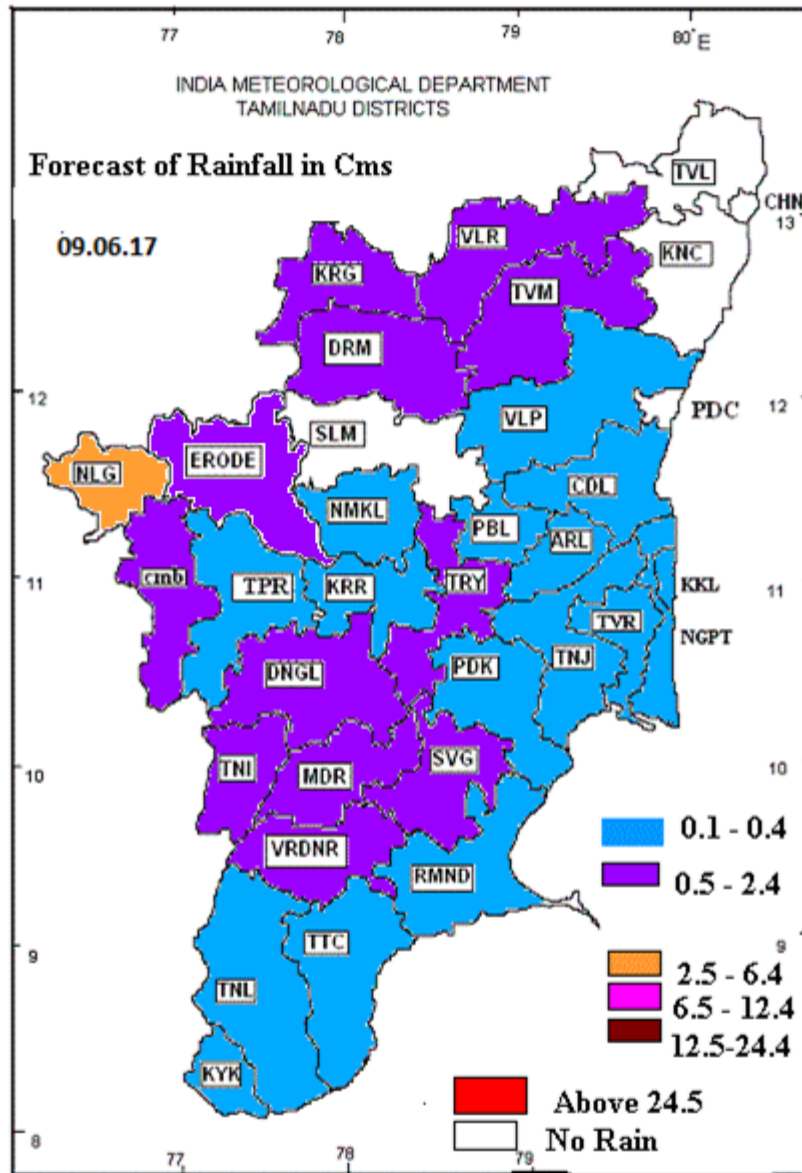 77 78 79 80°E
INDIA METEOROLOGICAL DEPARTMENT
TAMILNADU DISTRICTS
Forecast of Rainfall in Cms
TVL
CHN
13
09.06.17
VLR
KNC
KRG
TVM
DRM
12
12
PDC
VLP
SLM
ERODE
NLG
CDL
NMKL
PBL
ARL
11
cmb
TPR
KRR
TRY
KKL
11
TVR
NGPT
DNGL
PDK
TNJ
10
TNI
MDR
SVG
10
0.1 - 0.4
VRDNR
RMND
0.5 - 2.4
9
TTC
9
2.5 - 6.4
TNL
6.5 - 12.4
12.5-24.4
KYK
Above 24.5
8
No Rain
77 78 79